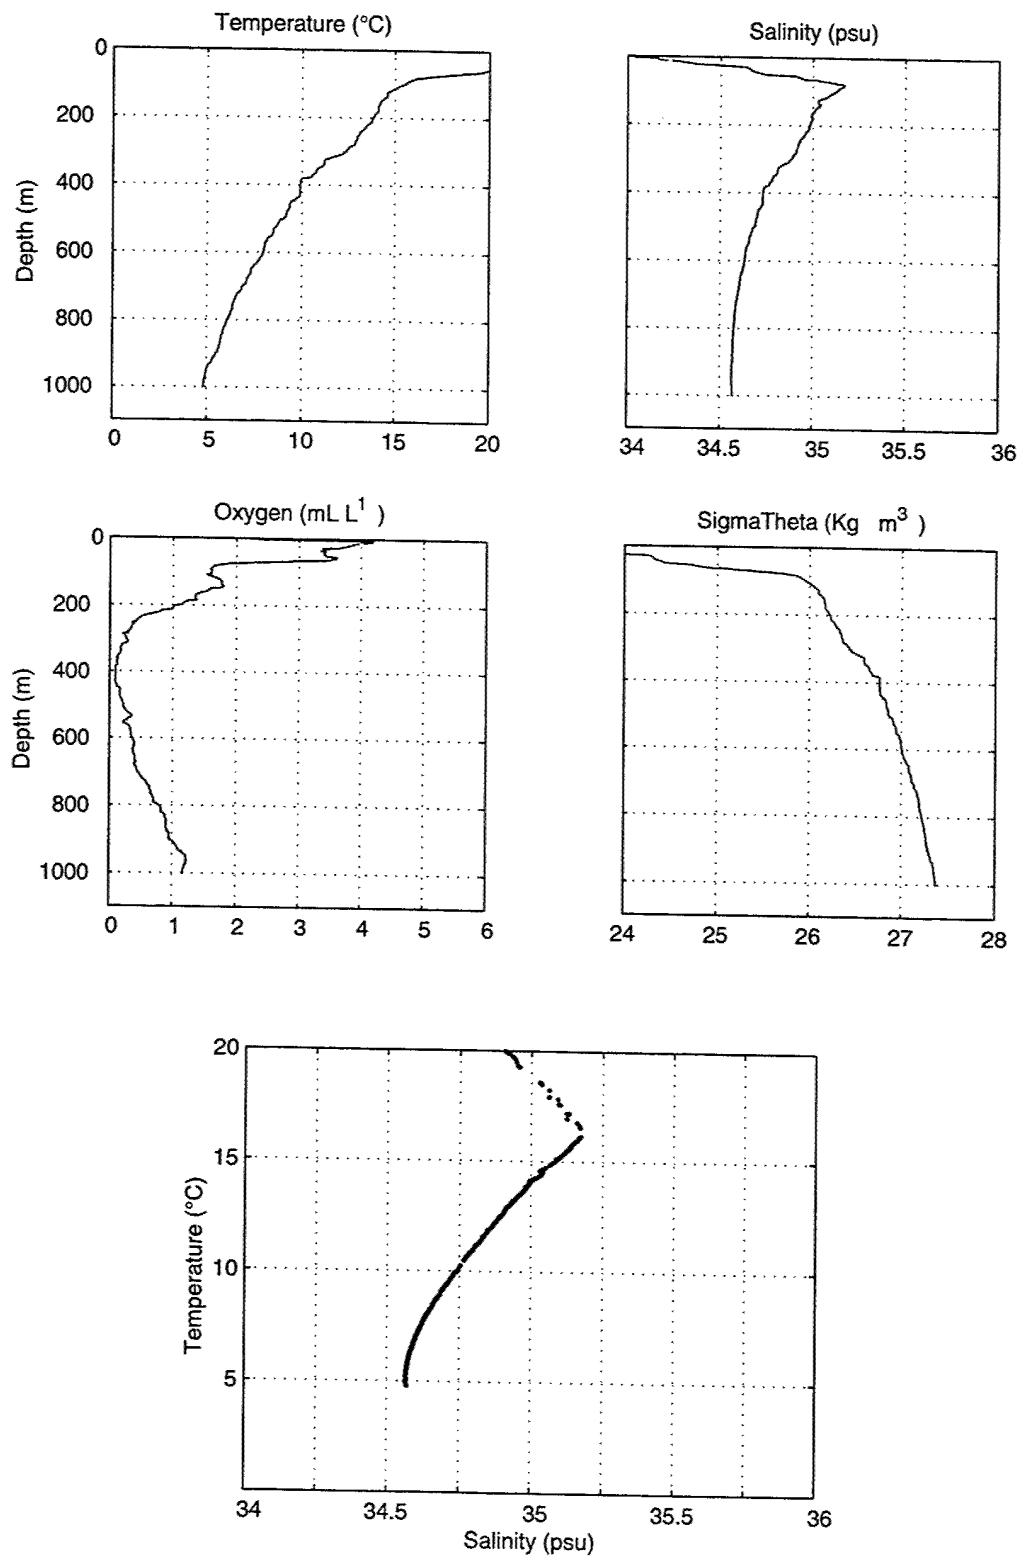 Temperature (°C)
0
200
400
600
800
1000
Depth (m)
0 5 10 15 20
Salinity (psu)
34 34.5 35 35.5 36
Oxygen (mL L1 )
0
200
400
600
800
1000
Depth (m)
0 1 2 3 4 5 6
SigmaTheta (Kg m3 )
24 25 26 27 28
20
15
10
5
Temperature (°C)
34 34.5 35 35.5 36
Salinity (psu)